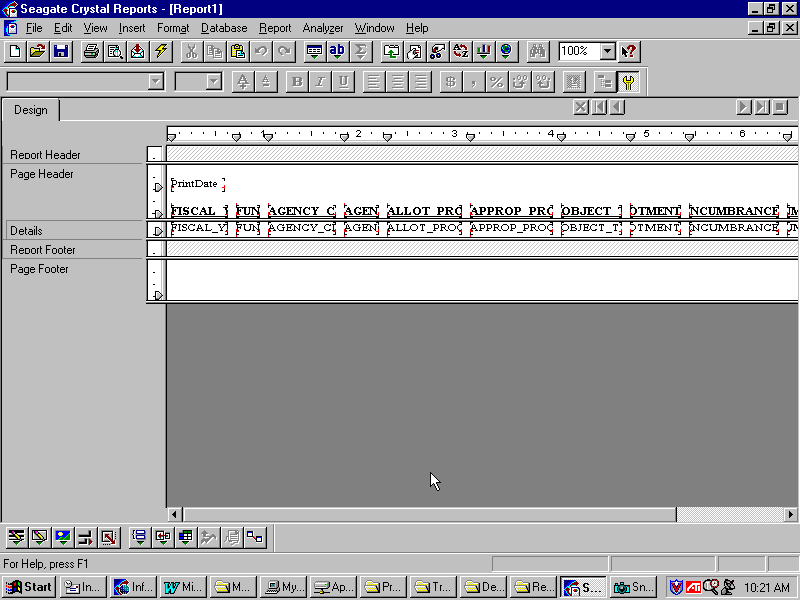 Seagate Crystal Reports - [Report1]
File Edit View Insert Format Database Report Analyzer Window Help
ab Σ 100%
B I U $ , %
Design
1 2 3 4 5 6
Report Header
Page Header
PrintDate
FISCAL_Y FUN AGENCY_C AGEN ALLOT_PRO APPROP_PRO OBJECT_T OTMENT NCUMBRANCE
Details FISCAL_Y FUN AGENCY_C AGEN ALLOT_PROC APPROP_PROC OBJECT_T OTMENT NCUMBRANCE
Report Footer
Page Footer
For Help, press F1
Start In... Inf... Mi... M... My... Ap... Pr... Tr... De... Re... S... Sn... 10:21 AM